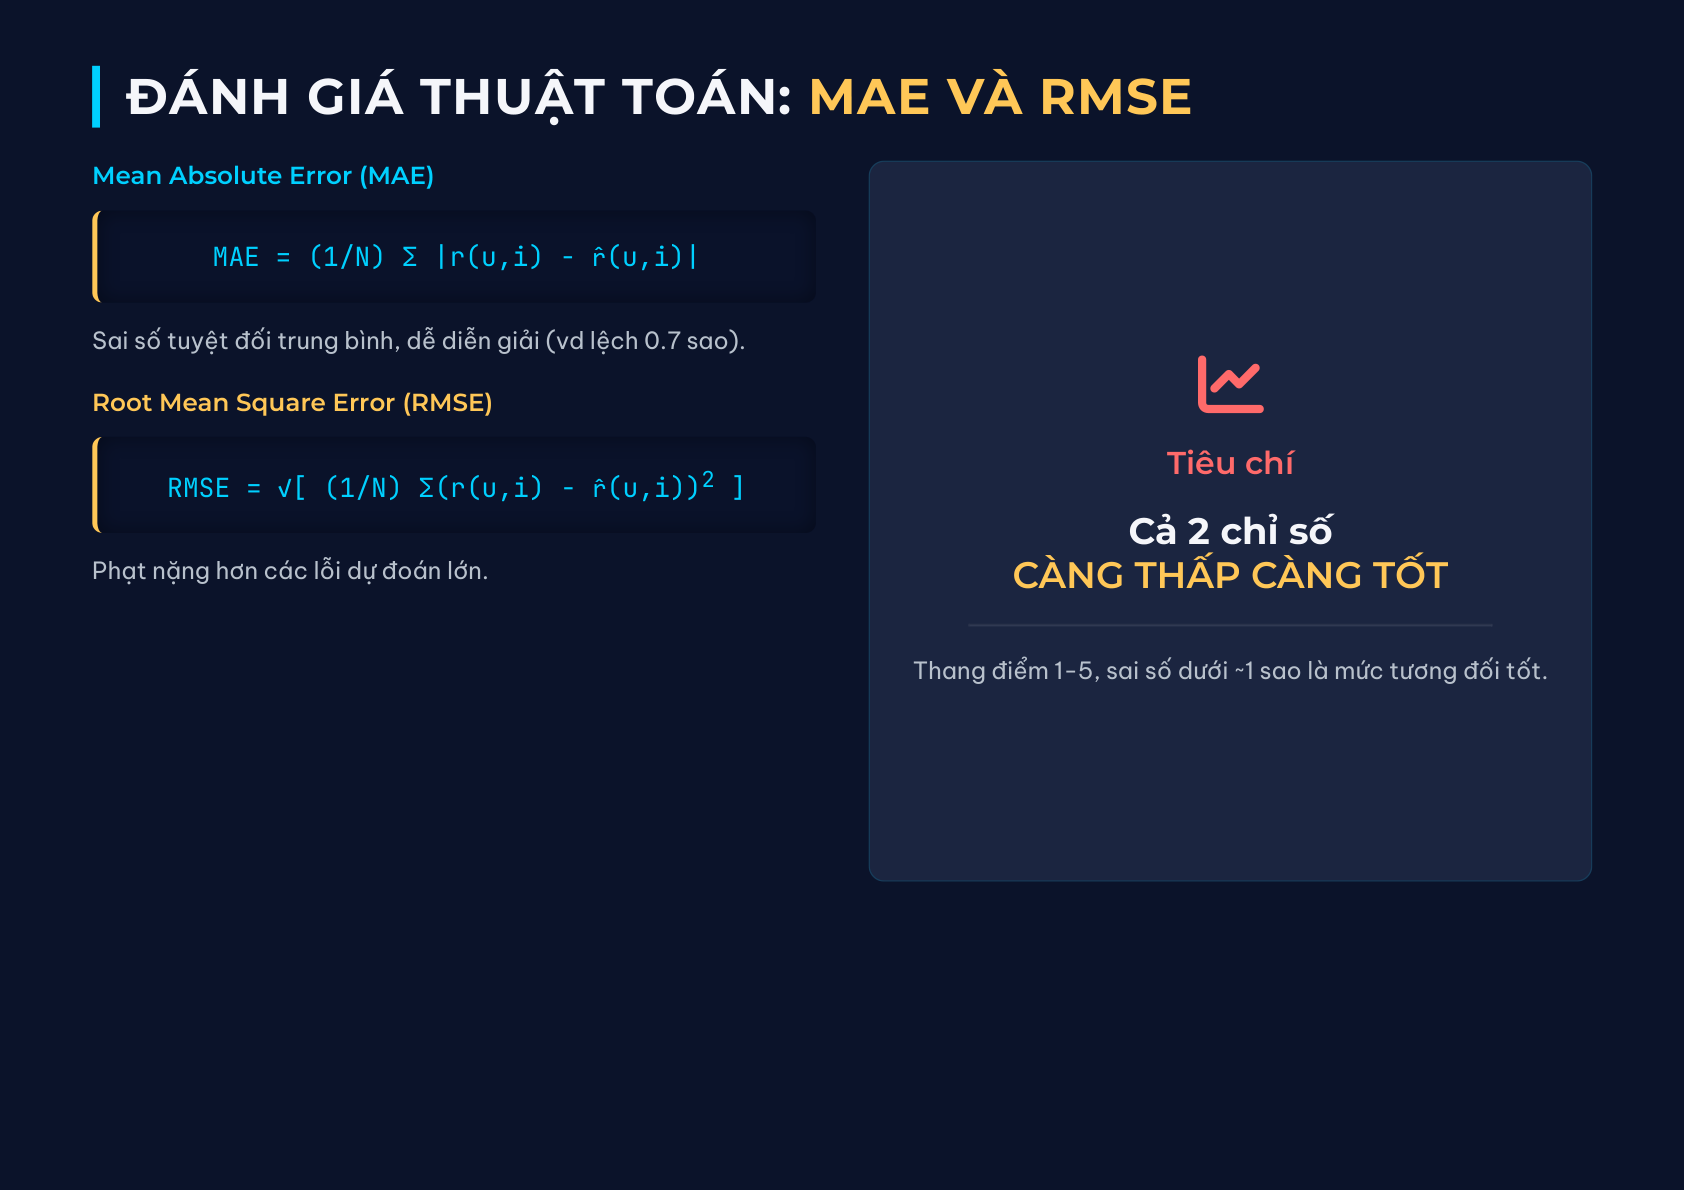 ĐÁNH GIÁ THUẬT TOÁN: MAE VÀ RMSE
Mean Absolute Error (MAE)
MAE = (1/N) Σ |r(u,i) - r̂(u,i)|
Sai số tuyệt đối trung bình, dễ diễn giải (vd lệch 0.7 sao).
Root Mean Square Error (RMSE)
RMSE = √[ (1/N) Σ(r(u,i) - r̂(u,i))² ]
Phạt nặng hơn các lỗi dự đoán lớn.
Tiêu chí
Cả 2 chỉ số
CÀNG THẤP CÀNG TỐT
Thang điểm 1-5, sai số dưới ~1 sao là mức tương đối tốt.